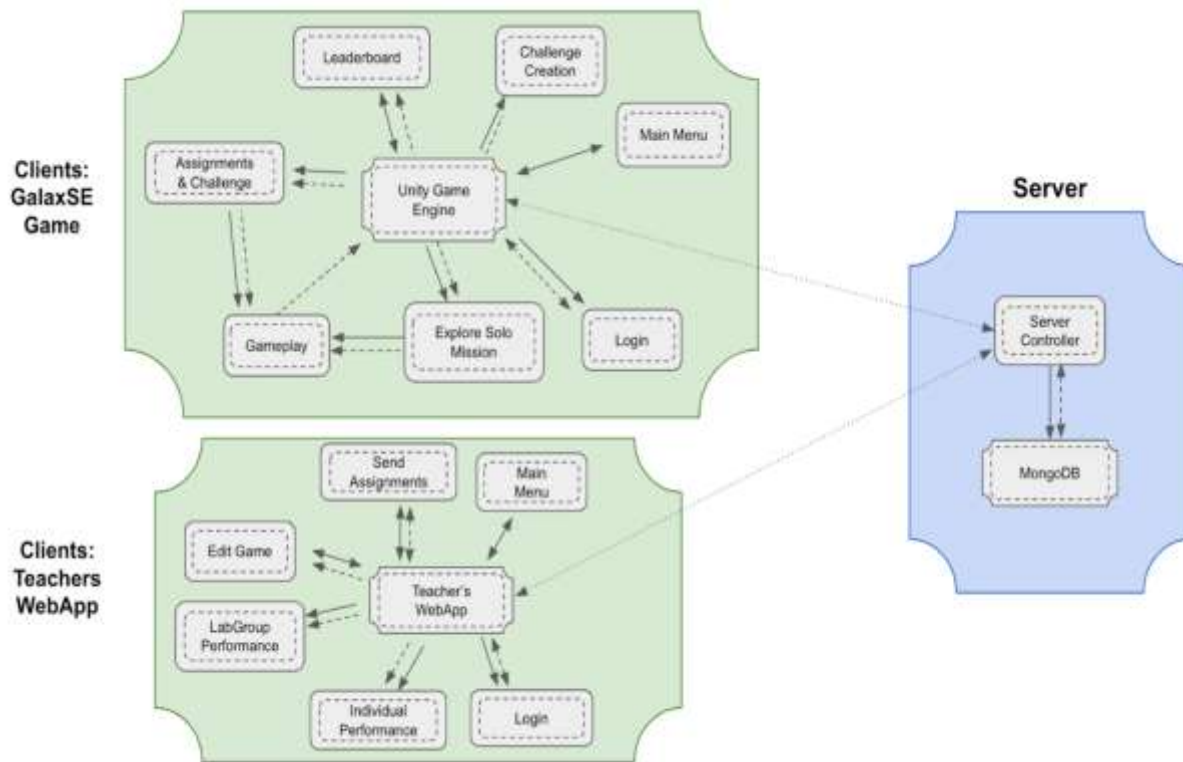 Clients:
GalaxSE
Game
Leaderboard
Challenge
Creation
Main Menu
Assignments
& Challenge
Unity Game
Engine
Gameplay
Explore Solo
Mission
Login
Server
Server
Controller
MongoDB
Clients:
Teachers
WebApp
Send
Assignments
Main
Menu
Edit Game
Teacher's
WebApp
LabGroup
Performance
Individual
Performance
Login